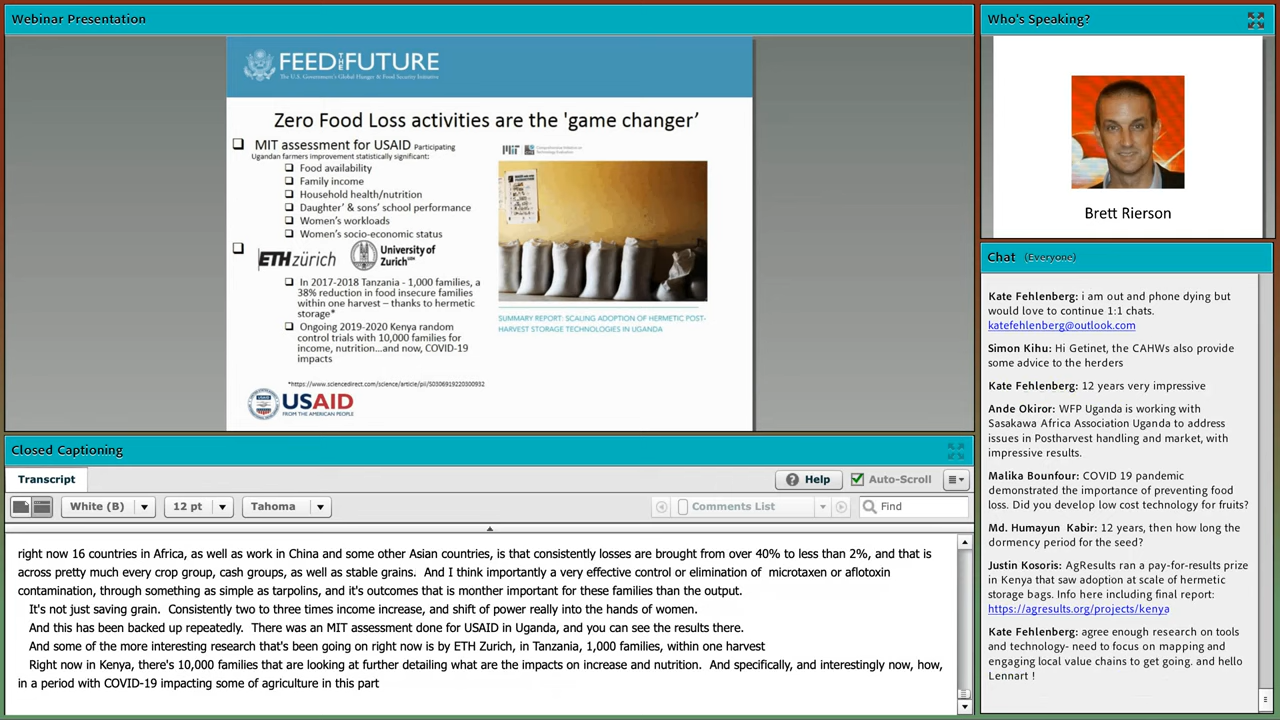 Webinar Presentation
FEED THE FUTURE
The U.S. Government's Global Hunger & Food Security Initiative
Zero Food Loss activities are the 'game changer’
MIT assessment for USAID Participating
Ugandan farmers improvement statistically significant:
Food availability
Family income
Household health/nutrition
Daughter’ & sons’ school performance
Women’s workloads
Women’s socio-economic status
ETH zürich
University of
Zurich
In 2017-2018 Tanzania - 1,000 families, a
38% reduction in food insecure families
within one harvest – thanks to hermetic
storage*
Ongoing 2019-2020 Kenya random
control trials with 10,000 families for
income, nutrition...and now, COVID-19
impacts
MIT
SUMMARY REPORT: SCALING ADOPTION OF HERMETIC POST-
HARVEST STORAGE TECHNOLOGIES IN UGANDA
*https://www.sciencedirect.com/science/article/pii/S0306919220300932
USAID
FROM THE AMERICAN PEOPLE
Who's Speaking?
Brett Rierson
Chat (Everyone)
Kate Fehlenberg: i am out and phone dying but
would love to continue 1:1 chats.
katefehlenberg@outlook.com
Simon Kihu: Hi Getinet, the CAHWs also provide
some advice to the herders
Kate Fehlenberg: 12 years very impressive
Ande Okiror: WFP Uganda is working with
Sasakawa Africa Association Uganda to address
issues in Postharvest handling and market, with
impressive results.
Malika Bounfour: COVID 19 pandemic
demonstrated the importance of preventing food
loss. Did you develop low cost technology for fruits?
Md. Humayun Kabir: 12 years, then how long the
dormency period for the seed?
Justin Kosoris: AgResults ran a pay-for-results prize
in Kenya that saw adoption at scale of hermetic
storage bags. Info here including final report:
https://agresults.org/projects/kenya
Kate Fehlenberg: agree enough research on tools
and technology- need to focus on mapping and
engaging local value chains to get going. and hello
Lennart !
Closed Captioning
Transcript
Help
Auto-Scroll
White (B)
12 pt
Tahoma
Comments List
Find
right now 16 countries in Africa, as well as work in China and some other Asian countries, is that consistently losses are brought from over 40% to less than 2%, and that is
across pretty much every crop group, cash groups, as well as stable grains. And I think importantly a very effective control or elimination of microtaxen or aflotoxin
contamination, through something as simple as tarpolins, and it's outcomes that is monther important for these families than the output.
It's not just saving grain. Consistently two to three times income increase, and shift of power really into the hands of women.
And this has been backed up repeatedly. There was an MIT assessment done for USAID in Uganda, and you can see the results there.
And some of the more interesting research that's been going on right now is by ETH Zurich, in Tanzania, 1,000 families, within one harvest
Right now in Kenya, there's 10,000 families that are looking at further detailing what are the impacts on increase and nutrition. And specifically, and interestingly now, how,
in a period with COVID-19 impacting some of agriculture in this part